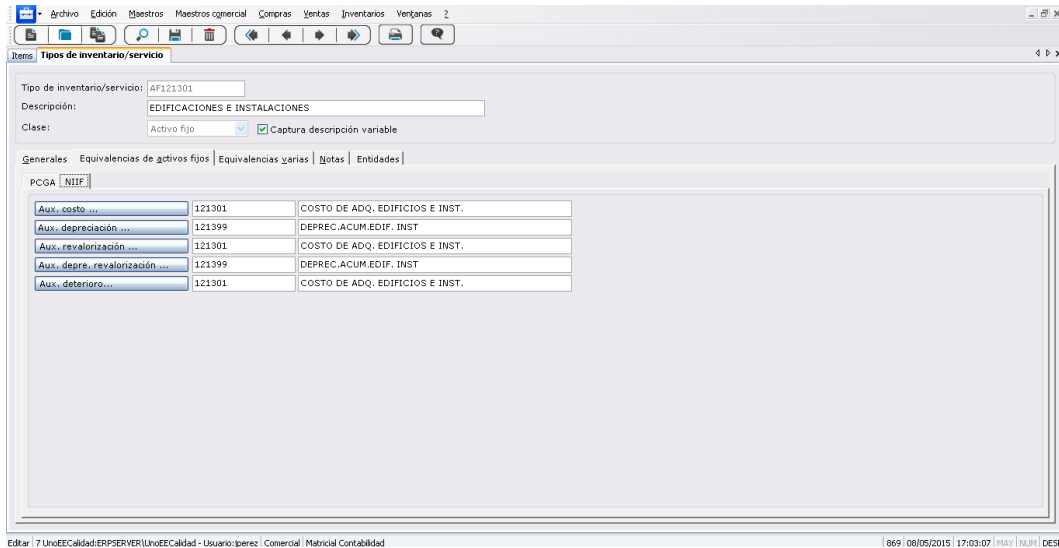 Archivo Edición Maestros Maestros comercial Compras Ventas Inventarios Ventanas ?
Items Tipos de inventario/servicio
Tipo de inventario/servicio: AF121301
Descripción: EDIFICACIONES E INSTALACIONES
Clase: Activo fijo Captura descripción variable
Generales Equivalencias de activos fijos Equivalencias varias Notas Entidades
PCGA NIIF
Aux. costo ... 121301 COSTO DE ADQ. EDIFICIOS E INST.
Aux. depreciación ... 121399 DEPREC.ACUM.EDIF. INST
Aux. revalorización ... 121301 COSTO DE ADQ. EDIFICIOS E INST.
Aux. depre. revalorización ... 121399 DEPREC.ACUM.EDIF. INST
Aux. deterioro... 121301 COSTO DE ADQ. EDIFICIOS E INST.
Editar 7 UnoEECalidad:ERPSERVER\UnoEECalidad - Usuario:jperez Comercial Matricial Contabilidad 869 08/05/2015 17:03:07 MAY NUM DES